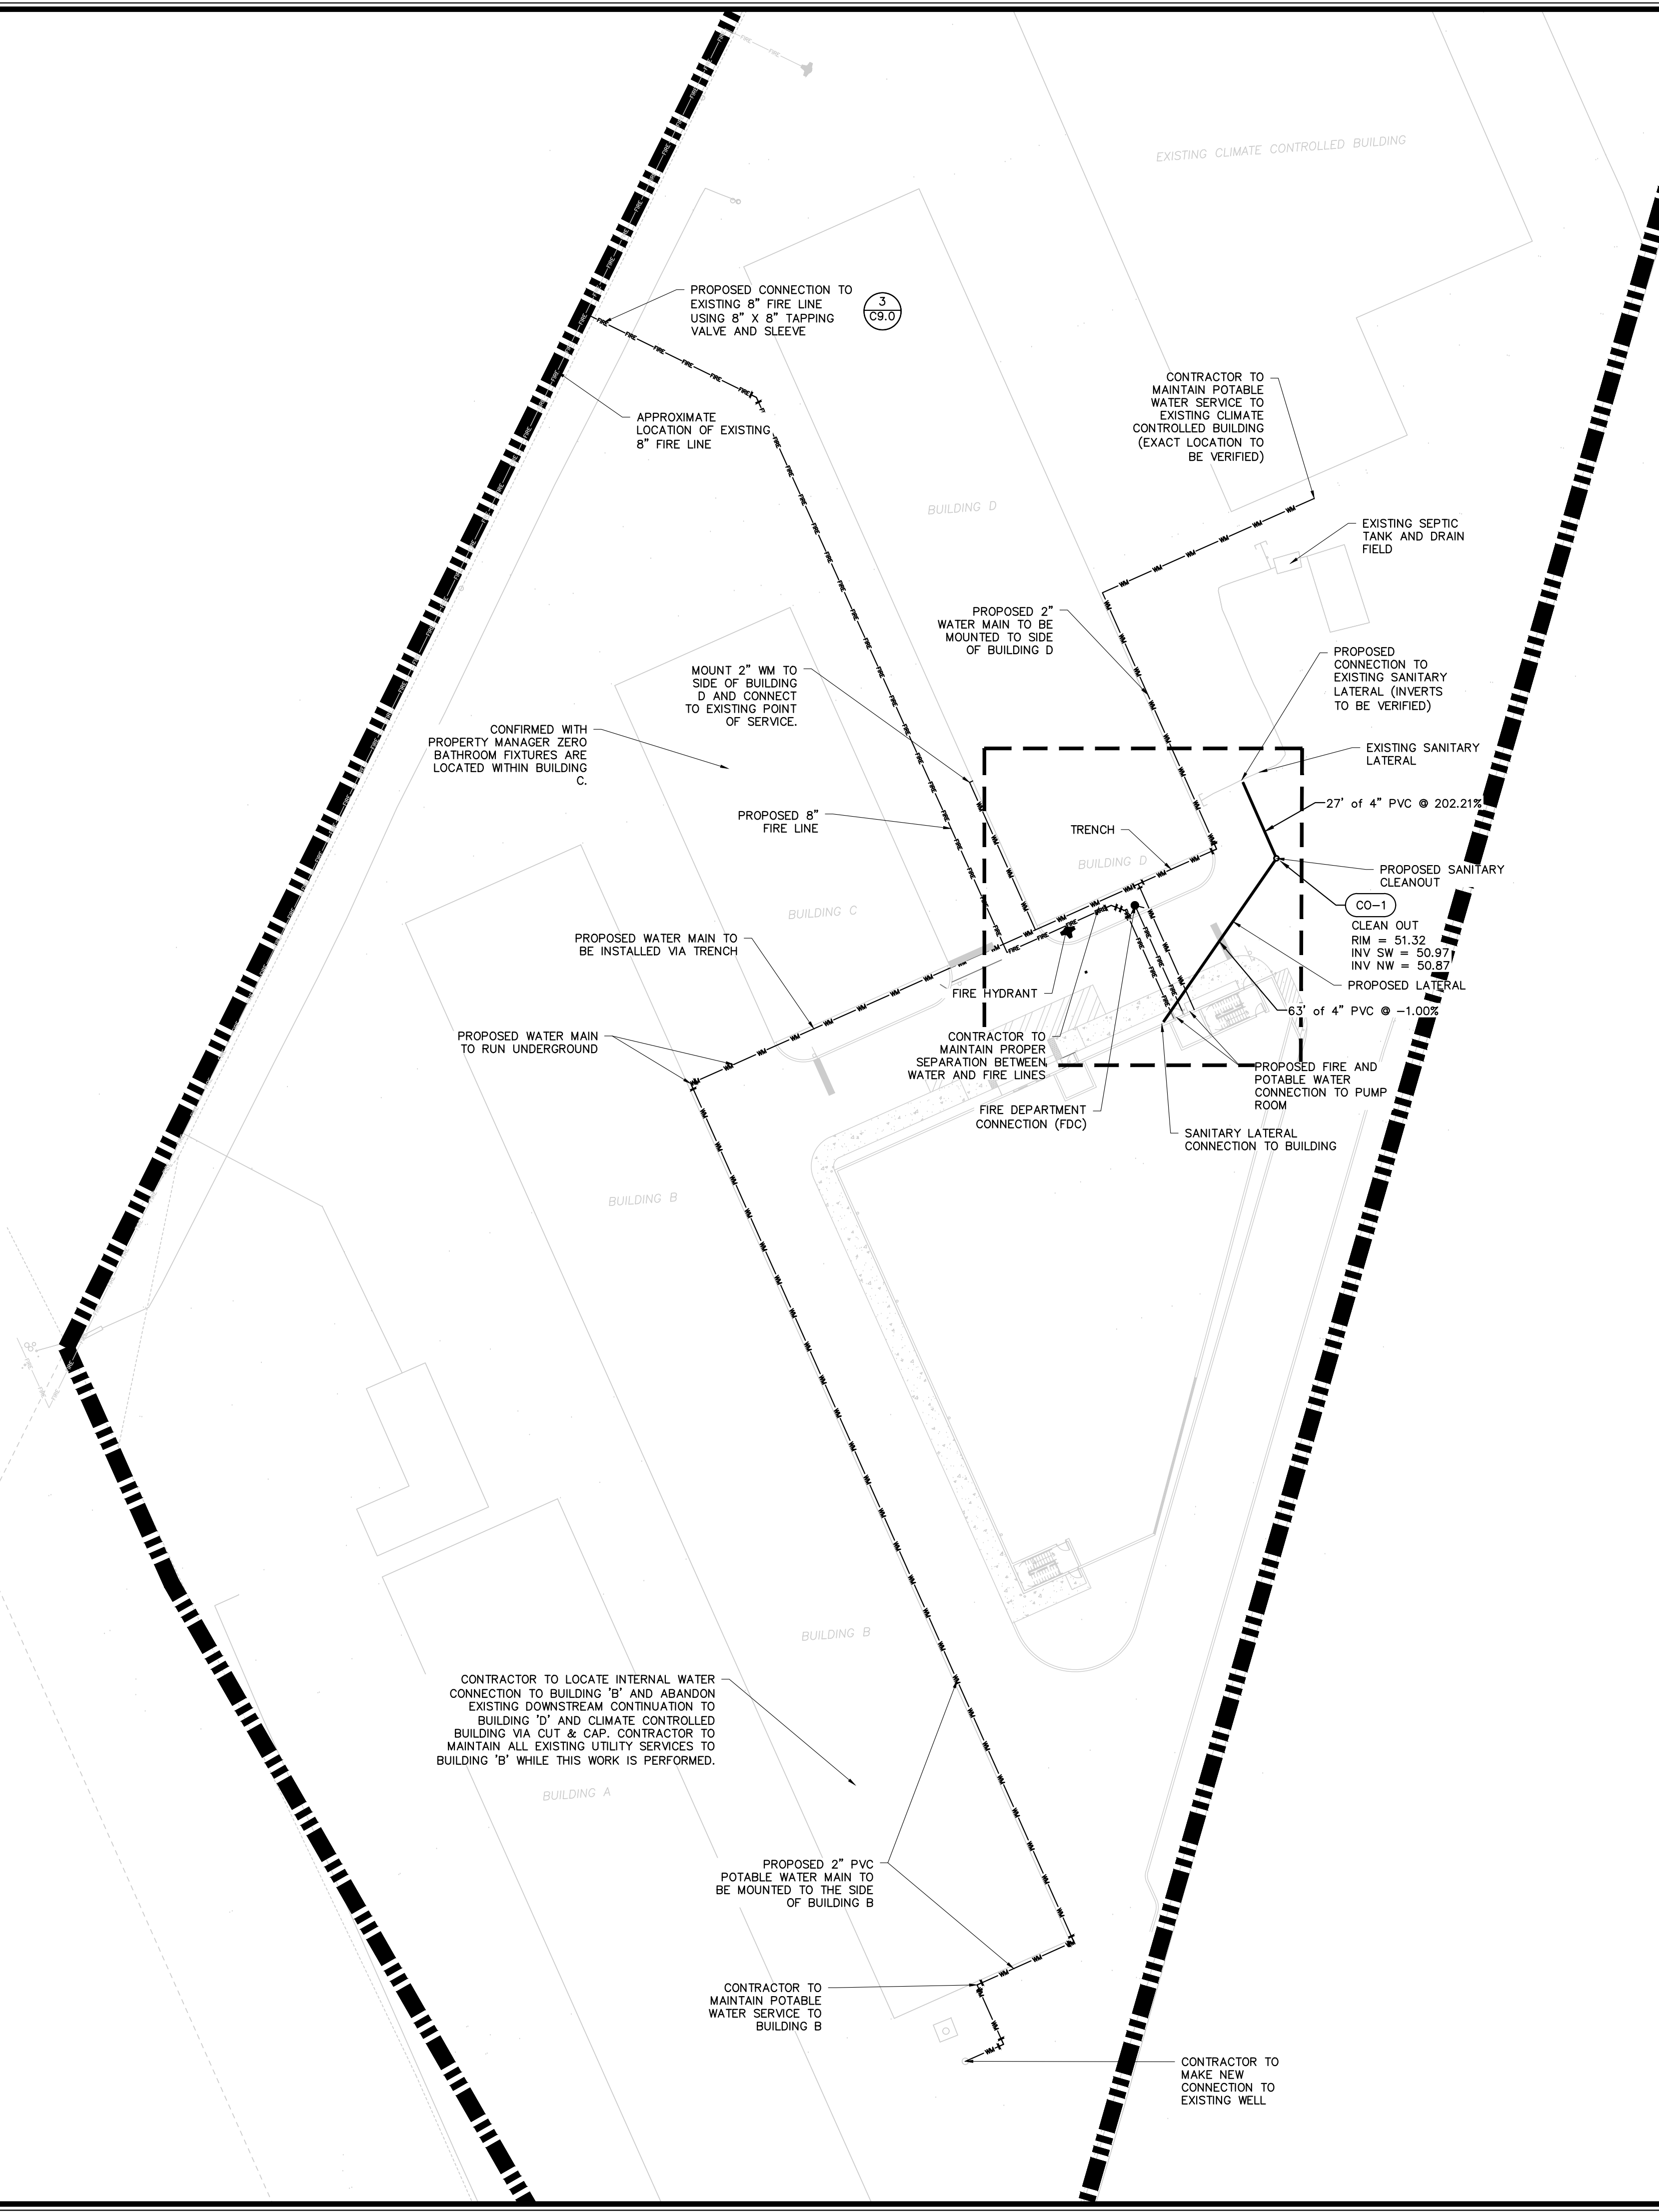 EXISTING CLIMATE CONTROLLED BUILDING
PROPOSED CONNECTION TO
EXISTING 8" FIRE LINE
USING 8" X 8" TAPPING
VALVE AND SLEEVE
3
C9.0
APPROXIMATE
LOCATION OF EXISTING
8" FIRE LINE
CONTRACTOR TO
MAINTAIN POTABLE
WATER SERVICE TO
EXISTING CLIMATE
CONTROLLED BUILDING
(EXACT LOCATION TO
BE VERIFIED)
BUILDING D
EXISTING SEPTIC
TANK AND DRAIN
FIELD
PROPOSED 2"
WATER MAIN TO BE
MOUNTED TO SIDE
OF BUILDING D
PROPOSED
CONNECTION TO
EXISTING SANITARY
LATERAL (INVERTS
TO BE VERIFIED)
MOUNT 2" WM TO
SIDE OF BUILDING
D AND CONNECT
TO EXISTING POINT
OF SERVICE.
CONFIRMED WITH
PROPERTY MANAGER ZERO
BATHROOM FIXTURES ARE
LOCATED WITHIN BUILDING
C.
EXISTING SANITARY
LATERAL
27' of 4" PVC @ 202.21%
PROPOSED 8"
FIRE LINE
TRENCH
BUILDING D
PROPOSED SANITARY
CLEANOUT
CO-1
CLEAN OUT
RIM = 51.32
INV SW = 50.97
INV NW = 50.87
BUILDING C
PROPOSED WATER MAIN TO
BE INSTALLED VIA TRENCH
PROPOSED LATERAL
FIRE HYDRANT
63' of 4" PVC @ -1.00%
PROPOSED WATER MAIN
TO RUN UNDERGROUND
CONTRACTOR TO
MAINTAIN PROPER
SEPARATION BETWEEN
WATER AND FIRE LINES
PROPOSED FIRE AND
POTABLE WATER
CONNECTION TO PUMP
ROOM
FIRE DEPARTMENT
CONNECTION (FDC)
SANITARY LATERAL
CONNECTION TO BUILDING
BUILDING B
BUILDING B
CONTRACTOR TO LOCATE INTERNAL WATER
CONNECTION TO BUILDING 'B' AND ABANDON
EXISTING DOWNSTREAM CONTINUATION TO
BUILDING 'D' AND CLIMATE CONTROLLED
BUILDING VIA CUT & CAP. CONTRACTOR TO
MAINTAIN ALL EXISTING UTILITY SERVICES TO
BUILDING 'B' WHILE THIS WORK IS PERFORMED.
BUILDING A
PROPOSED 2" PVC
POTABLE WATER MAIN TO
BE MOUNTED TO THE SIDE
OF BUILDING B
CONTRACTOR TO
MAINTAIN POTABLE
WATER SERVICE TO
BUILDING B
CONTRACTOR TO
MAKE NEW
CONNECTION TO
EXISTING WELL